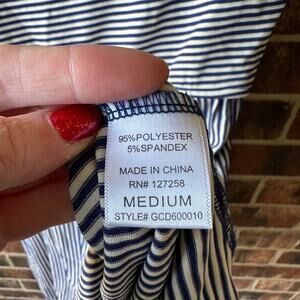 95%POLYESTER
5%SPANDEX
MADE IN CHINA
RN# 127258
MEDIUM
STYLE# GCD600010